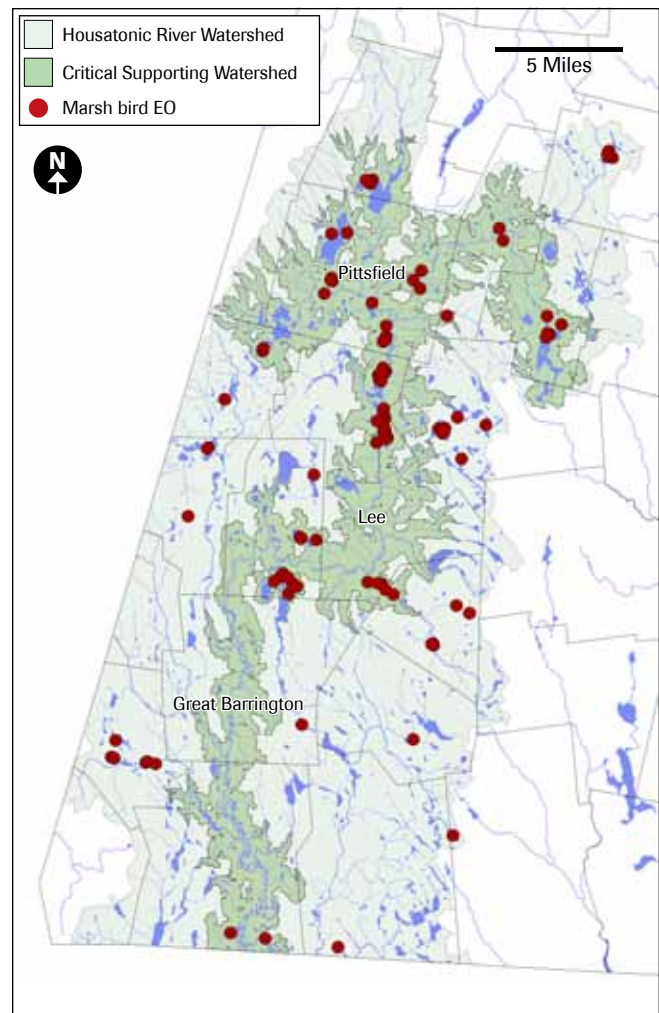 Housatonic River Watershed
Critical Supporting Watershed
Marsh bird EO
5 Miles
N
Pittsfield
Lee
Great Barrington